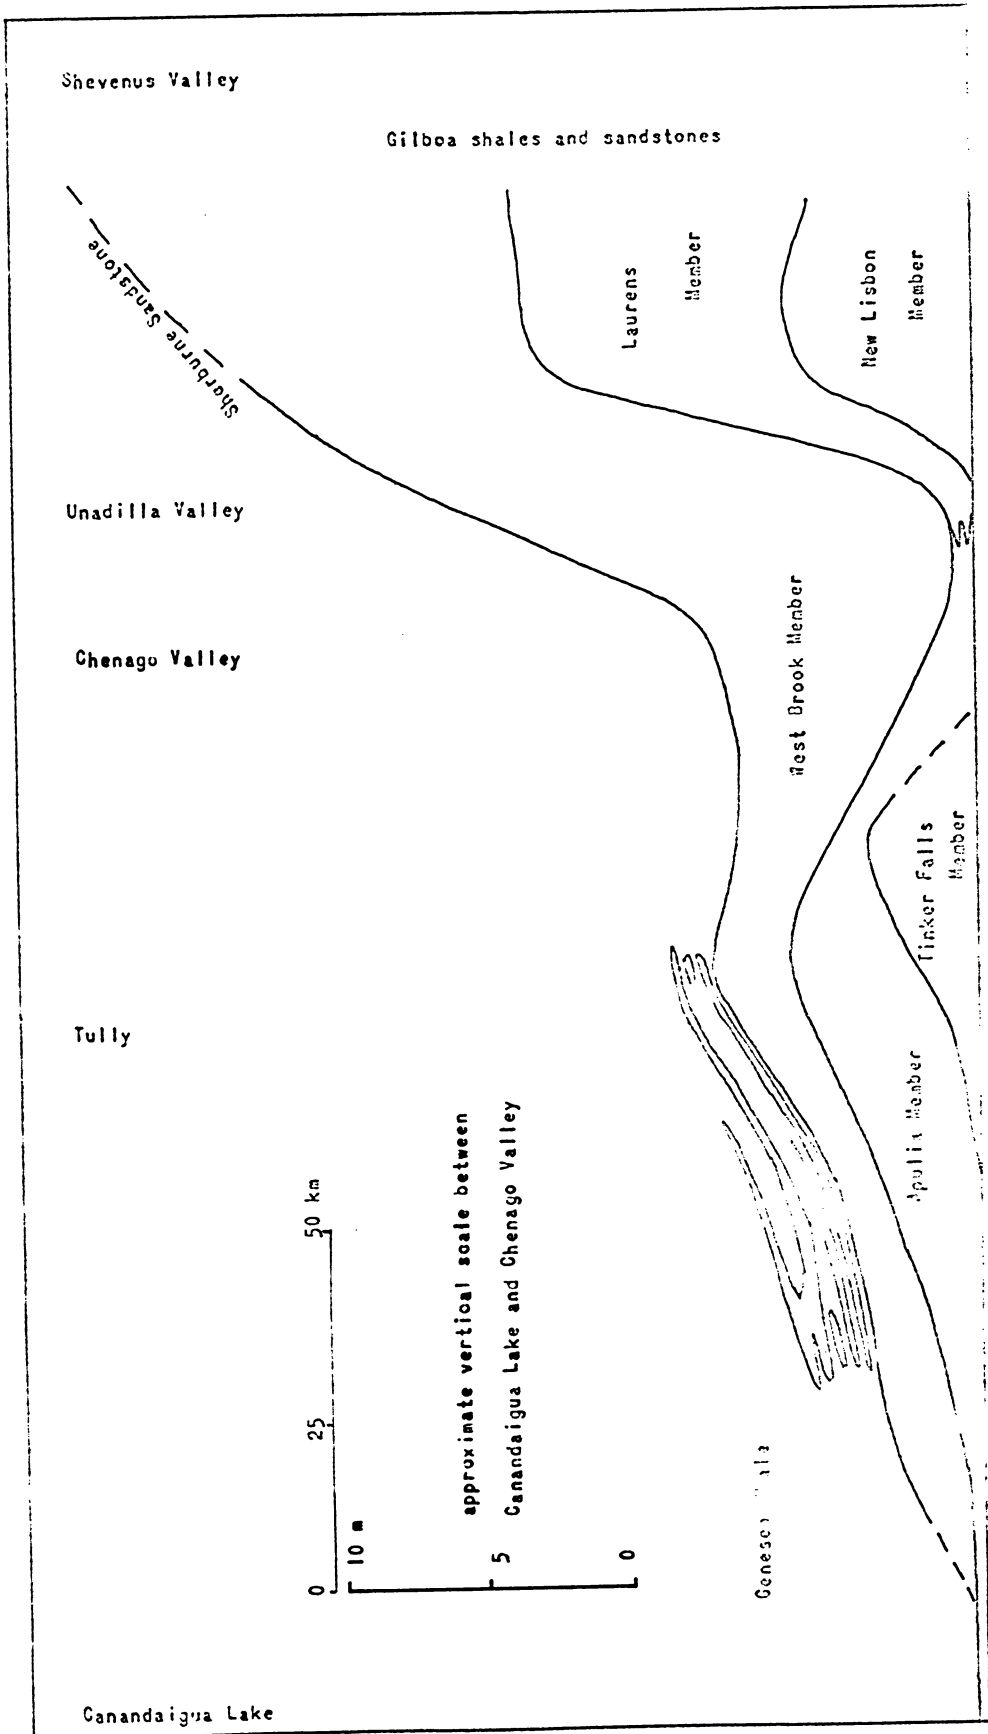 Shevenus Valley
Gilboa shales and sandstones
Sherburne Sandstone
Laurens
Member
New Lisbon
Member
Unadilla Valley
Chenago Valley
West Brook Member
Tinker Falls
Member
Tully
Apulia Member
50 km
25
0
approximate vertical scale between
Canandaigua Lake and Chenago Valley
10 m
5
0
Canandaigua Lake